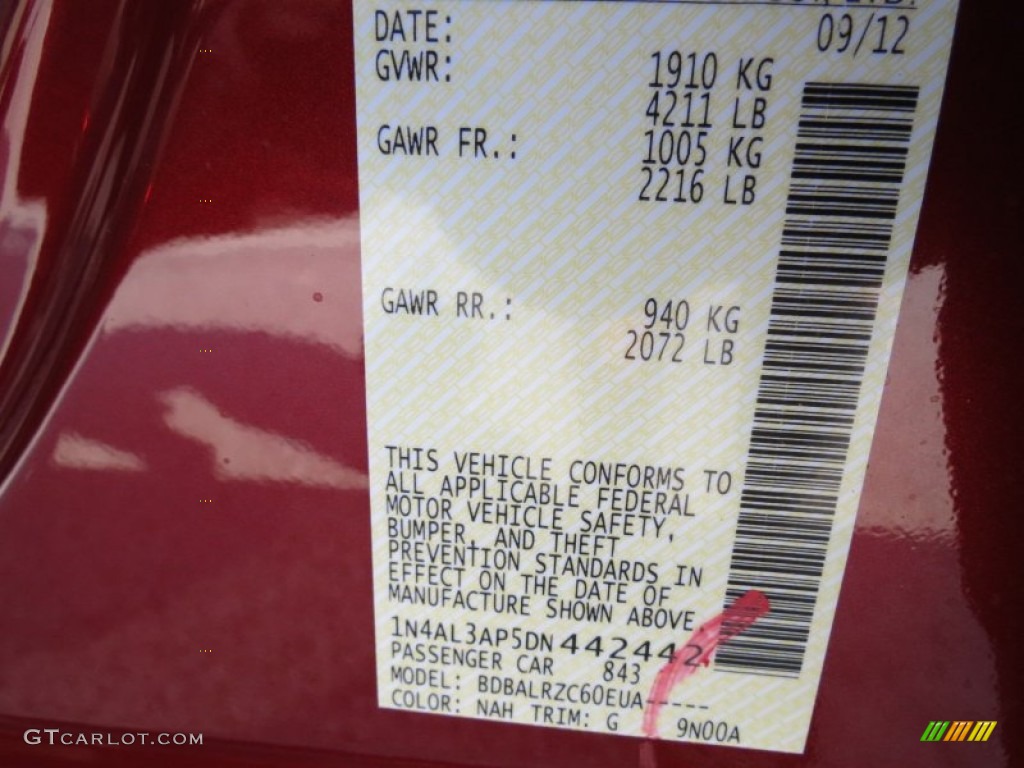 DATE: 09/12
GVWR: 1910 KG
4211 LB
GAWR FR.: 1005 KG
2216 LB
GAWR RR.: 940 KG
2072 LB
THIS VEHICLE CONFORMS TO
ALL APPLICABLE FEDERAL
MOTOR VEHICLE SAFETY,
BUMPER, AND THEFT
PREVENTION STANDARDS IN
EFFECT ON THE DATE OF
MANUFACTURE SHOWN ABOVE.
1N4AL3AP5DN442442
PASSENGER CAR 843
MODEL: BDBALRZC60EUA-----
COLOR: NAH TRIM: G 9N00A
GTCARLOT.COM